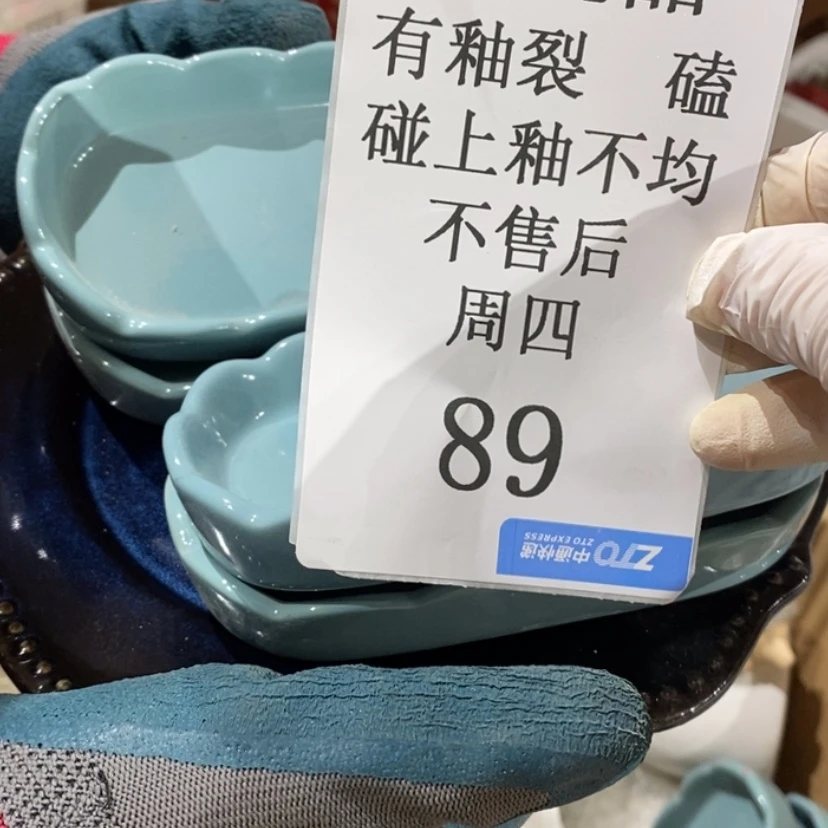 有釉裂 磕
碰上釉不均
不售后
周四
89
ZTO 中通快递
ZTO EXPRESS